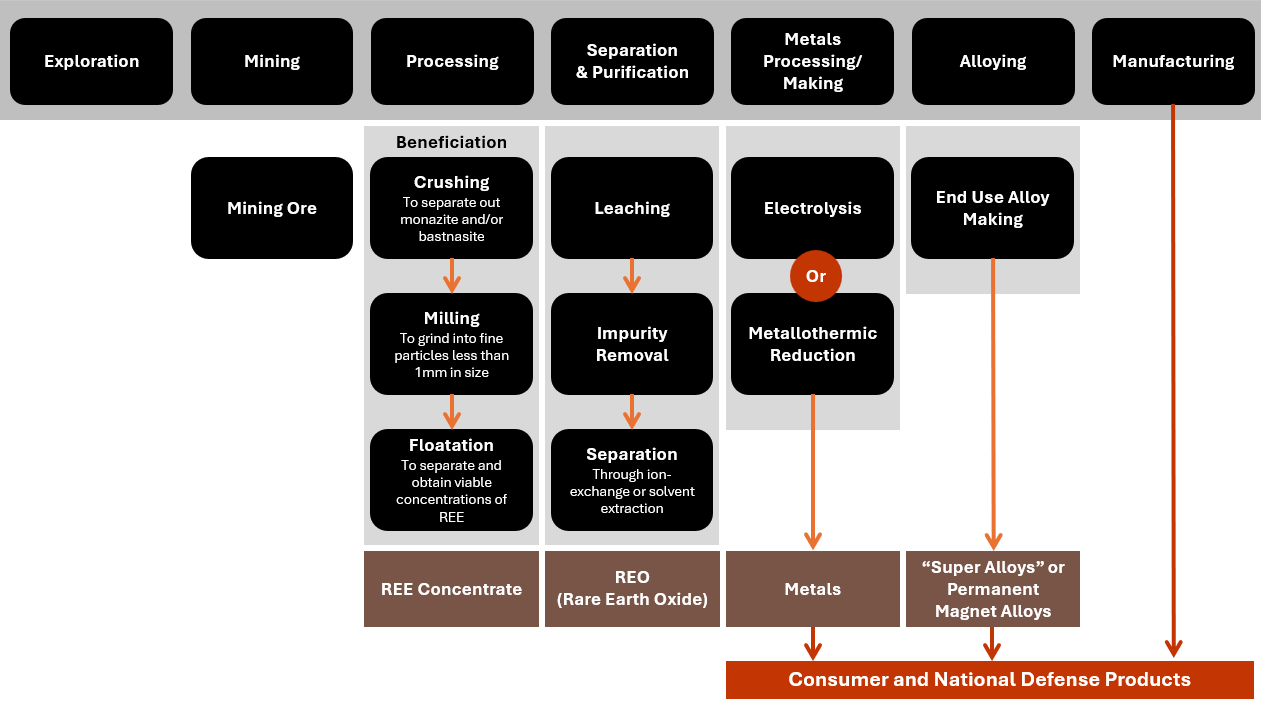 Exploration
Mining
Processing
Separation
& Purification
Metals
Processing/
Making
Alloying
Manufacturing
Mining Ore
Beneficiation
Crushing
To separate out
monazite and/or
bastnasite
Milling
To grind into fine
particles less than
1mm in size
Floatation
To separate and
obtain viable
concentrations of
REE
REE Concentrate
Leaching
Impurity
Removal
Separation
Through ion-
exchange or solvent
extraction
REO
(Rare Earth Oxide)
Electrolysis
Or
Metallothermic
Reduction
Metals
End Use Alloy
Making
“Super Alloys” or
Permanent
Magnet Alloys
Consumer and National Defense Products